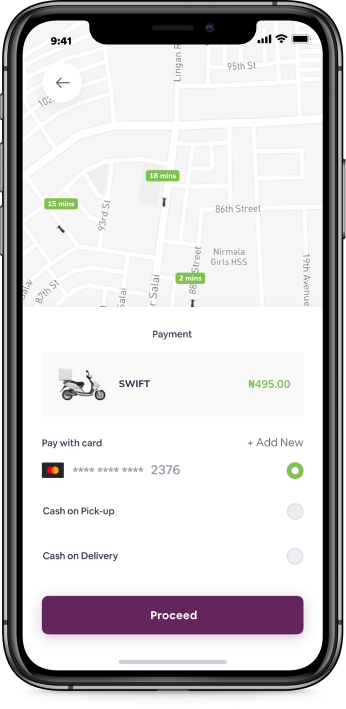 9:41
Lingan R
95th St
102
18 mins
15 mins
93rd St
86th Street
Nirmala
Girls HSS
2 mins
88th Street
19th Avenue
87th St
Salai
r Salai
alai
Payment
SWIFT ₦495.00
Pay with card + Add New
**** **** **** 2376
Cash on Pick-up
Cash on Delivery
Proceed